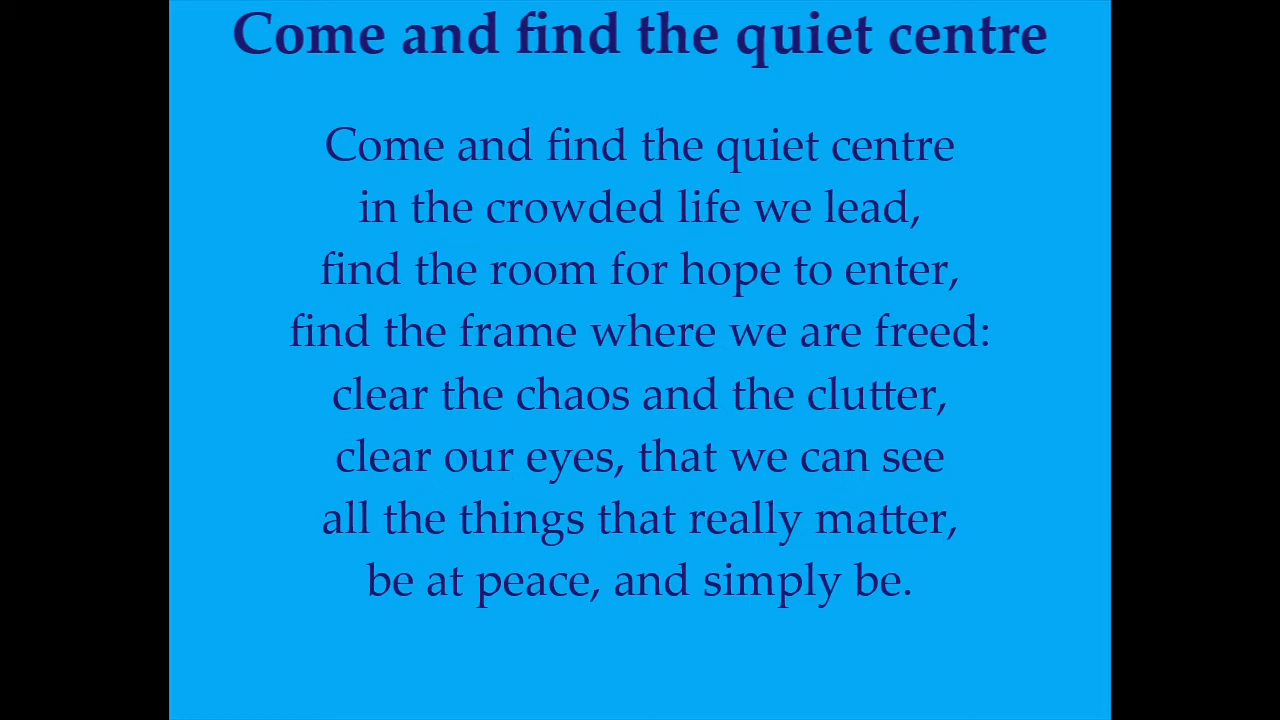 Come and find the quiet centre
Come and find the quiet centre
in the crowded life we lead,
find the room for hope to enter,
find the frame where we are freed:
clear the chaos and the clutter,
clear our eyes, that we can see
all the things that really matter,
be at peace, and simply be.